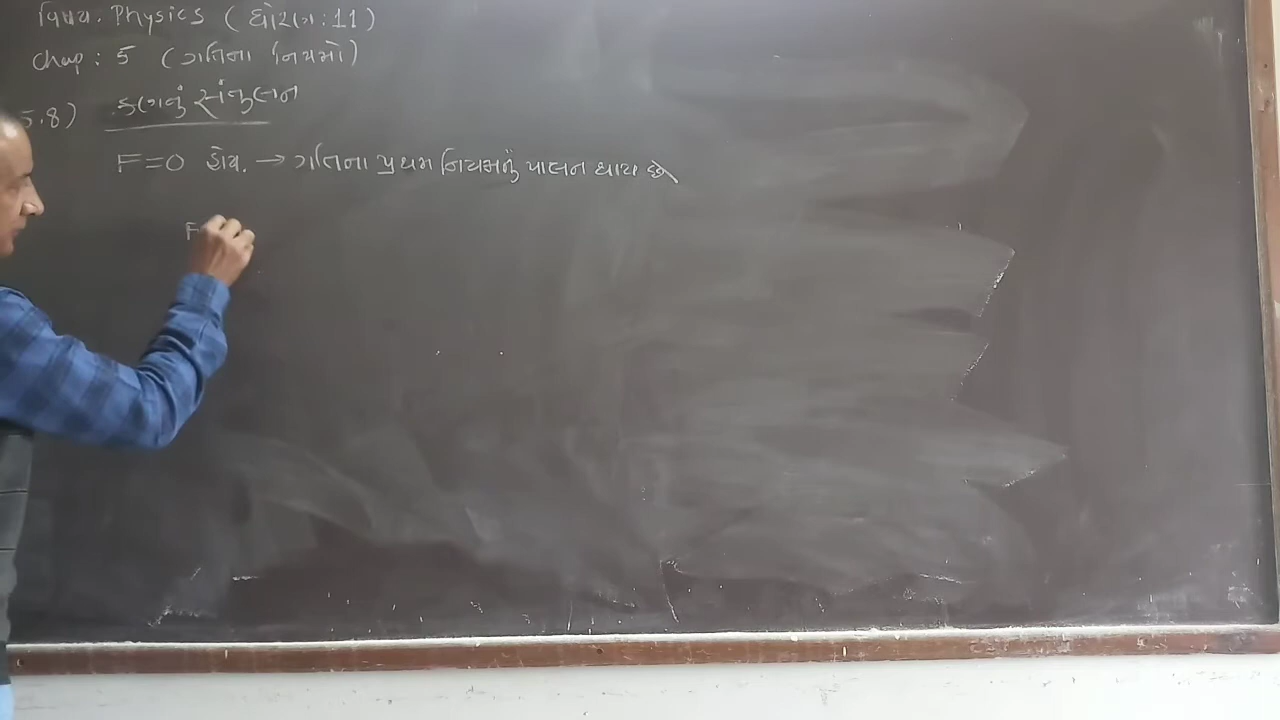 વિષય. Physics ( ધોરણ : 11 )
chap : 5 ( ગતિના નિયમો )
5.8) કણનું સંતુલન
F=0 હોય. → ગતિના પ્રથમ નિયમનું પાલન થાય છે
F